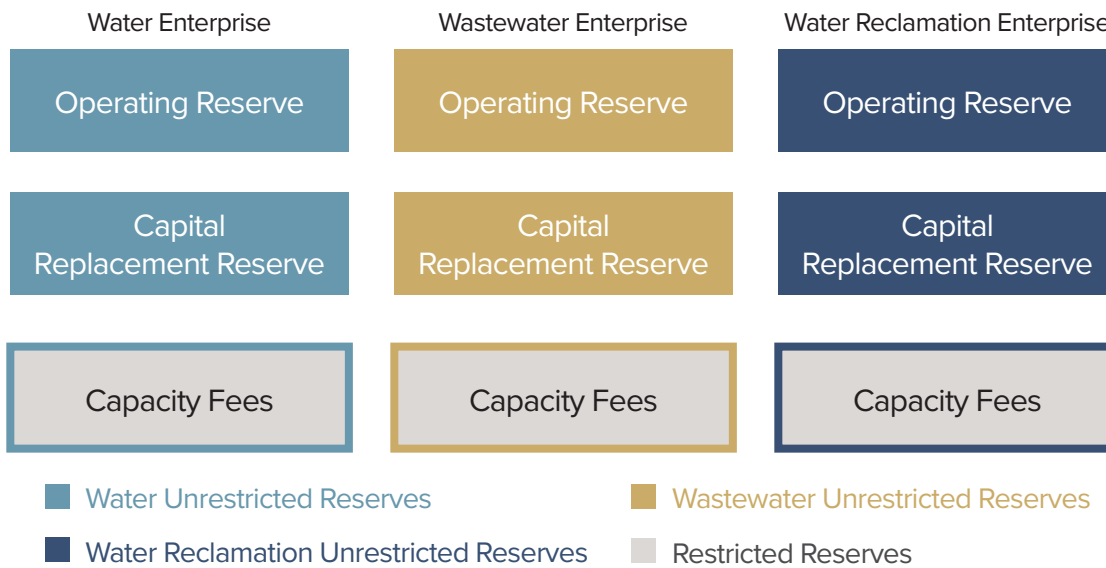 Water Enterprise
Wastewater Enterprise
Water Reclamation Enterprise
Operating Reserve
Operating Reserve
Operating Reserve
Capital
Replacement Reserve
Capital
Replacement Reserve
Capital
Replacement Reserve
Capacity Fees
Capacity Fees
Capacity Fees
Water Unrestricted Reserves
Wastewater Unrestricted Reserves
Water Reclamation Unrestricted Reserves
Restricted Reserves